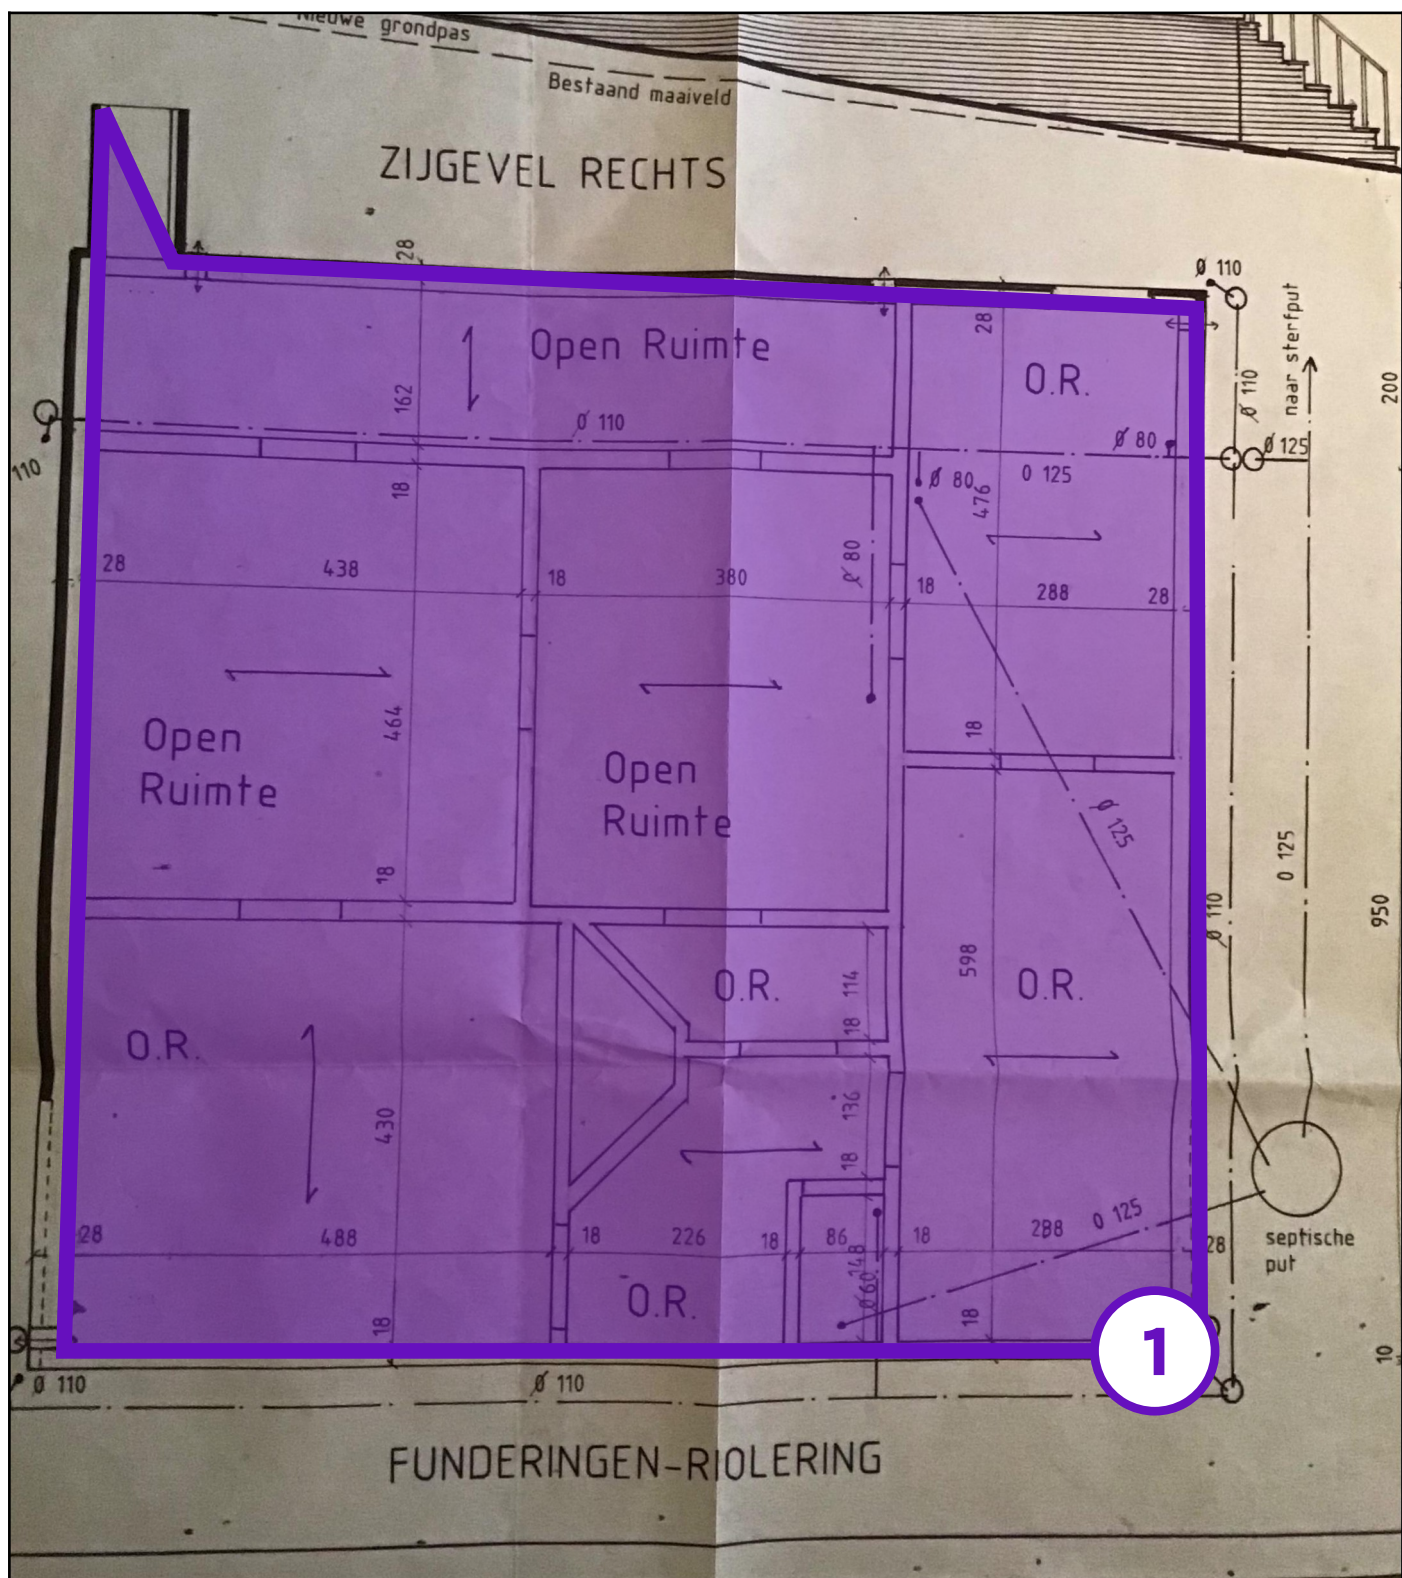 Nieuwe grondpas
Bestaand maaiveld
ZIJGEVEL RECHTS
28
Ø 110
Open Ruimte
28
O.R.
naar sterfput
162
Ø 110
200
Ø 110
Ø 80
Ø 125
110
18
Ø 80
476
O 125
28
438
18
380
Ø 80
18
288
28
464
18
Open
Ruimte
Open
Ruimte
Ø 125
18
O 125
Ø 110
950
O.R.
O.R.
114
598
O.R.
18
430
136
18
28
488
18
226
18
86
148
18
288
O 125
28
septische
put
Ø 60
O.R.
18
18
1
10
Ø 110
Ø 110
FUNDERINGEN-RIOLERING